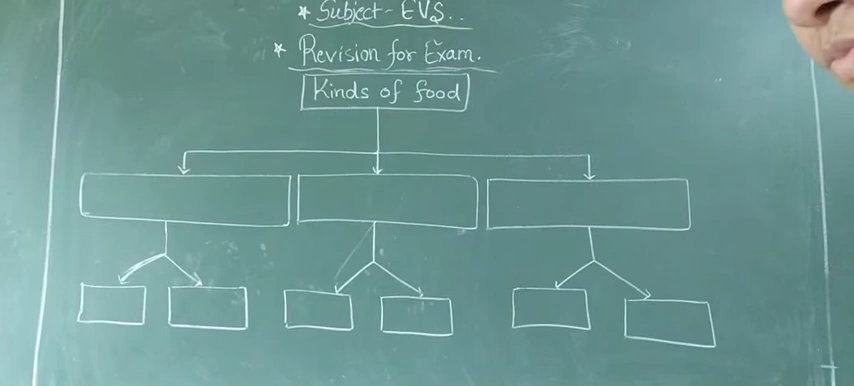 * Subject - EVS..
* Revision for Exam.
Kinds of food